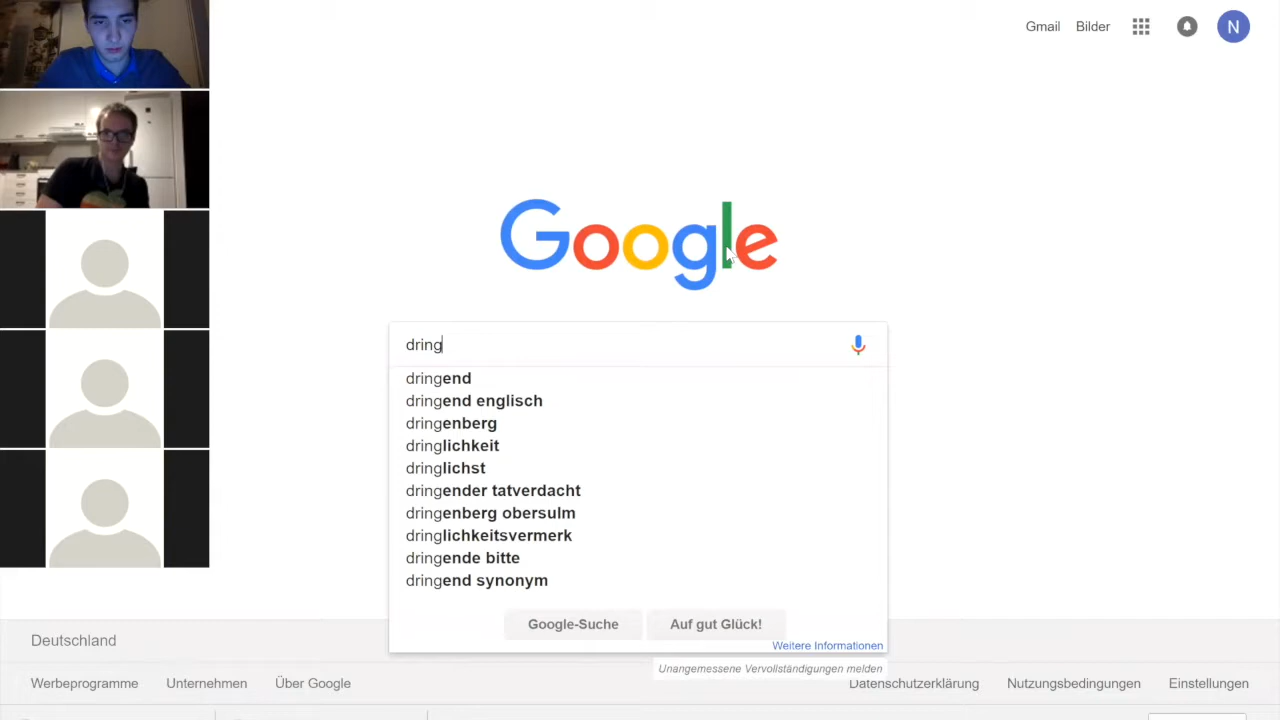 Gmail Bilder N
Google
dring
dringend
dringend englisch
dringenberg
dringlichkeit
dringlichst
dringender tatverdacht
dringenberg obersulm
dringlichkeitsvermerk
dringende bitte
dringend synonym
Google-Suche Auf gut Glück!
Weitere Informationen
Deutschland
Unangemessene Vervollständigungen melden
Werbeprogramme Unternehmen Über Google Datenschutzerklärung Nutzungsbedingungen Einstellungen